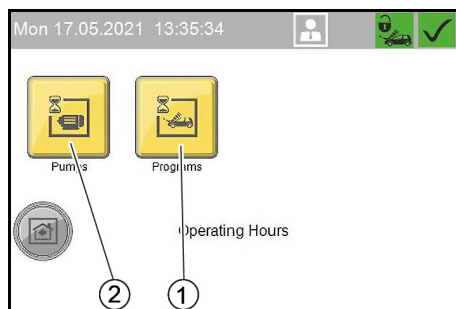 Mon 17.05.2021 13:35:34
Pumps
Programs
Operating Hours
2
1